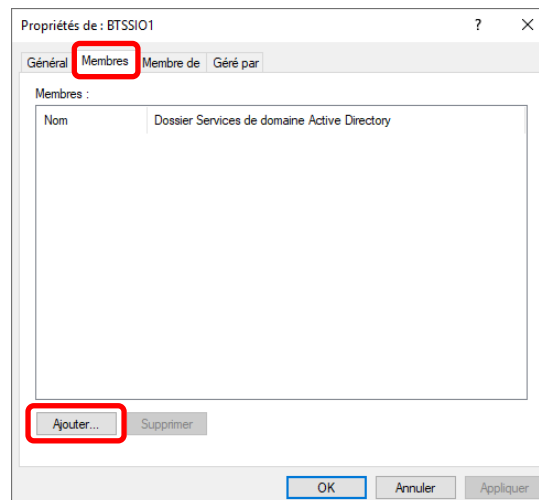 Propriétés de : BTSSIO1 ? ×
Général Membres Membre de Géré par
Membres :
Nom Dossier Services de domaine Active Directory
Ajouter... Supprimer
OK Annuler Appliquer